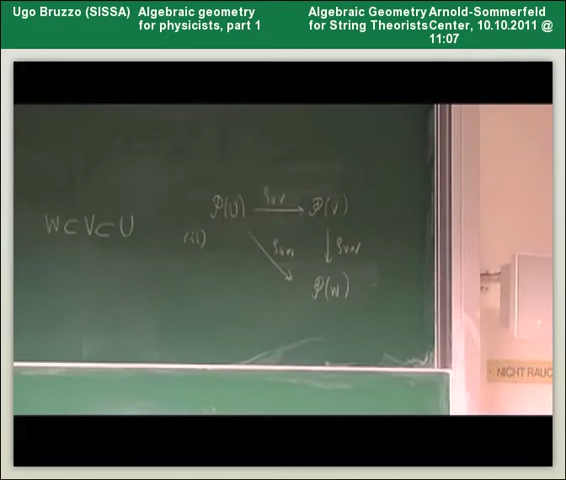 Ugo Bruzzo (SISSA)
Algebraic geometry
for physicists, part 1
Algebraic Geometry
for String Theorists
Arnold-Sommerfeld
Center, 10.10.2011 @
11:07
W⊂V⊂U
(ii)
𝒫(U) → 𝒫(V)
𝒫(W)
NICHT RAUC